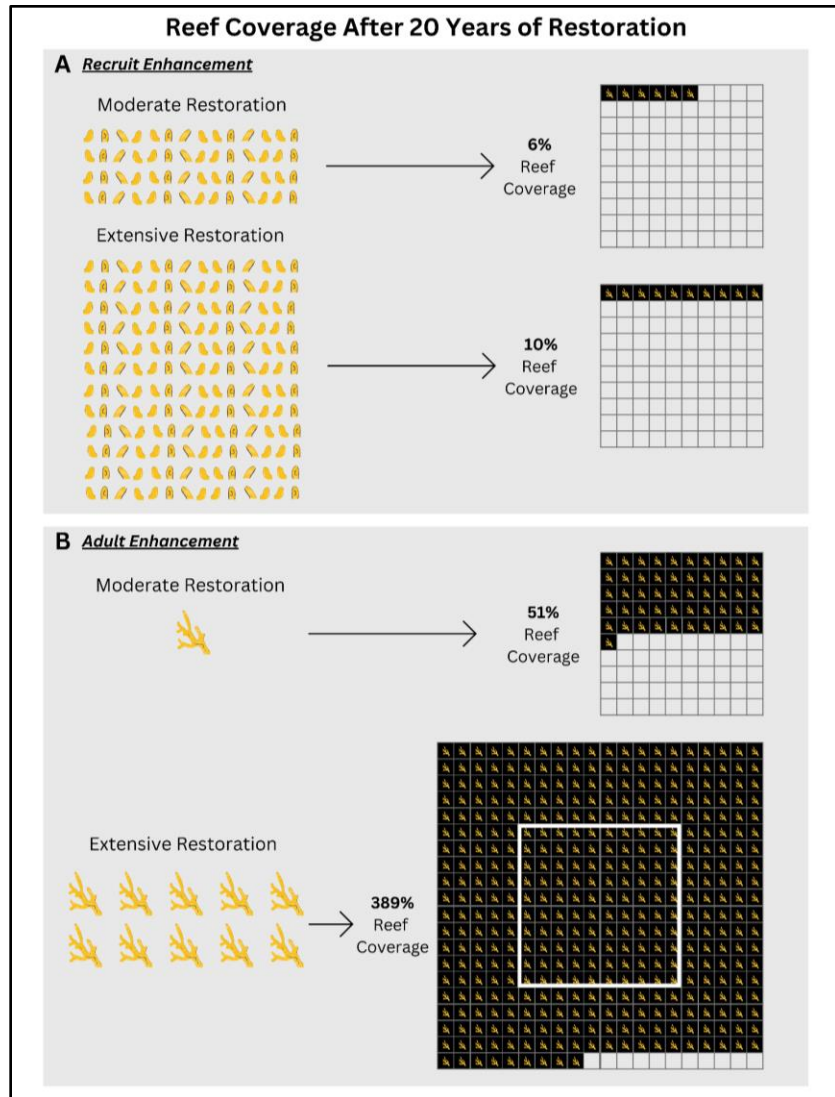 Reef Coverage After 20 Years of Restoration
A Recruit Enhancement
Moderate Restoration
6%
Reef
Coverage
Extensive Restoration
10%
Reef
Coverage
B Adult Enhancement
Moderate Restoration
51%
Reef
Coverage
Extensive Restoration
389%
Reef
Coverage